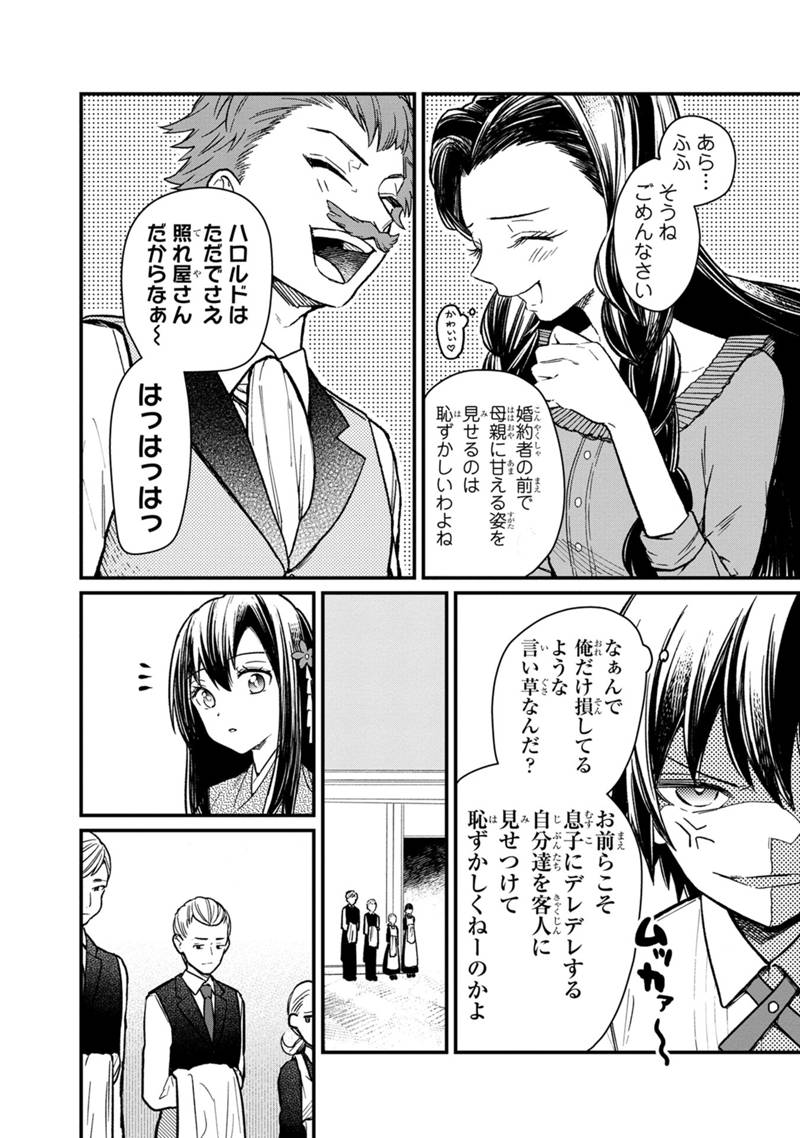 あら…
ふふ
そうね
ごめんなさい
かわいい♡
婚約者の前で
母親に甘える姿を
見せるのは
恥ずかしいわよね
ハロルドは
ただでさえ
照れ屋さん
だからなぁ〜
はっはっはっ
なぁんで
俺だけ損してる
ような
言い草なんだ？
お前らこそ
息子にデレデレする
自分達を客人に
見せつけて
恥ずかしくねーのかよ
ムッカァ〜